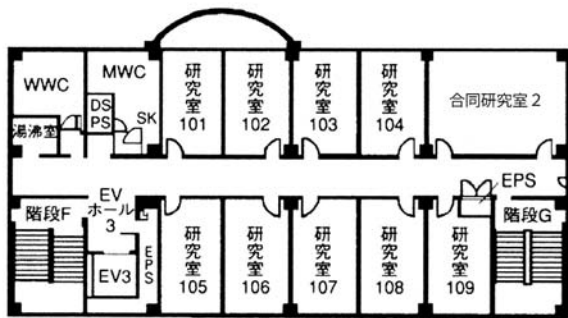 WWC
MWC
DS
PS
SK
湯沸室
研究室
101
研究室
102
研究室
103
研究室
104
合同研究室2
EPS
階段F
EV
ホール
3
EV3
EPS
研究室
105
研究室
106
研究室
107
研究室
108
研究室
109
階段G